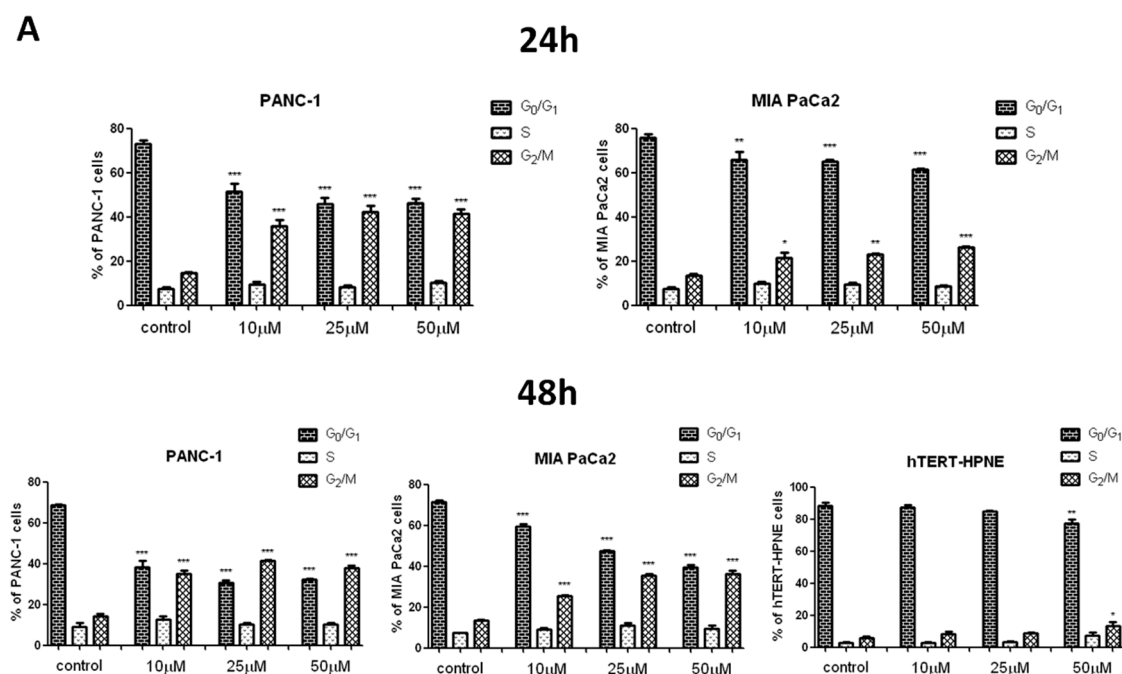 A
24h
PANC-1
G0/G1
S
G2/M
% of PANC-1 cells
80
60
40
20
0
*** *** *** *** *** ***
control 10µM 25µM 50µM
MIA PaCa2
G0/G1
S
G2/M
% of MIA PaCa2 cells
80
60
40
20
0
** * *** ** *** ***
control 10µM 25µM 50µM
48h
PANC-1
G0/G1
S
G2/M
% of PANC-1 cells
80
60
40
20
0
*** *** *** *** *** ***
control 10µM 25µM 50µM
MIA PaCa2
G0/G1
S
G2/M
% of MIA PaCa2 cells
80
60
40
20
0
*** *** *** *** *** ***
control 10µM 25µM 50µM
hTERT-HPNE
G0/G1
S
G2/M
% of hTERT-HPNE cells
100
80
60
40
20
0
** *
control 10µM 25µM 50µM